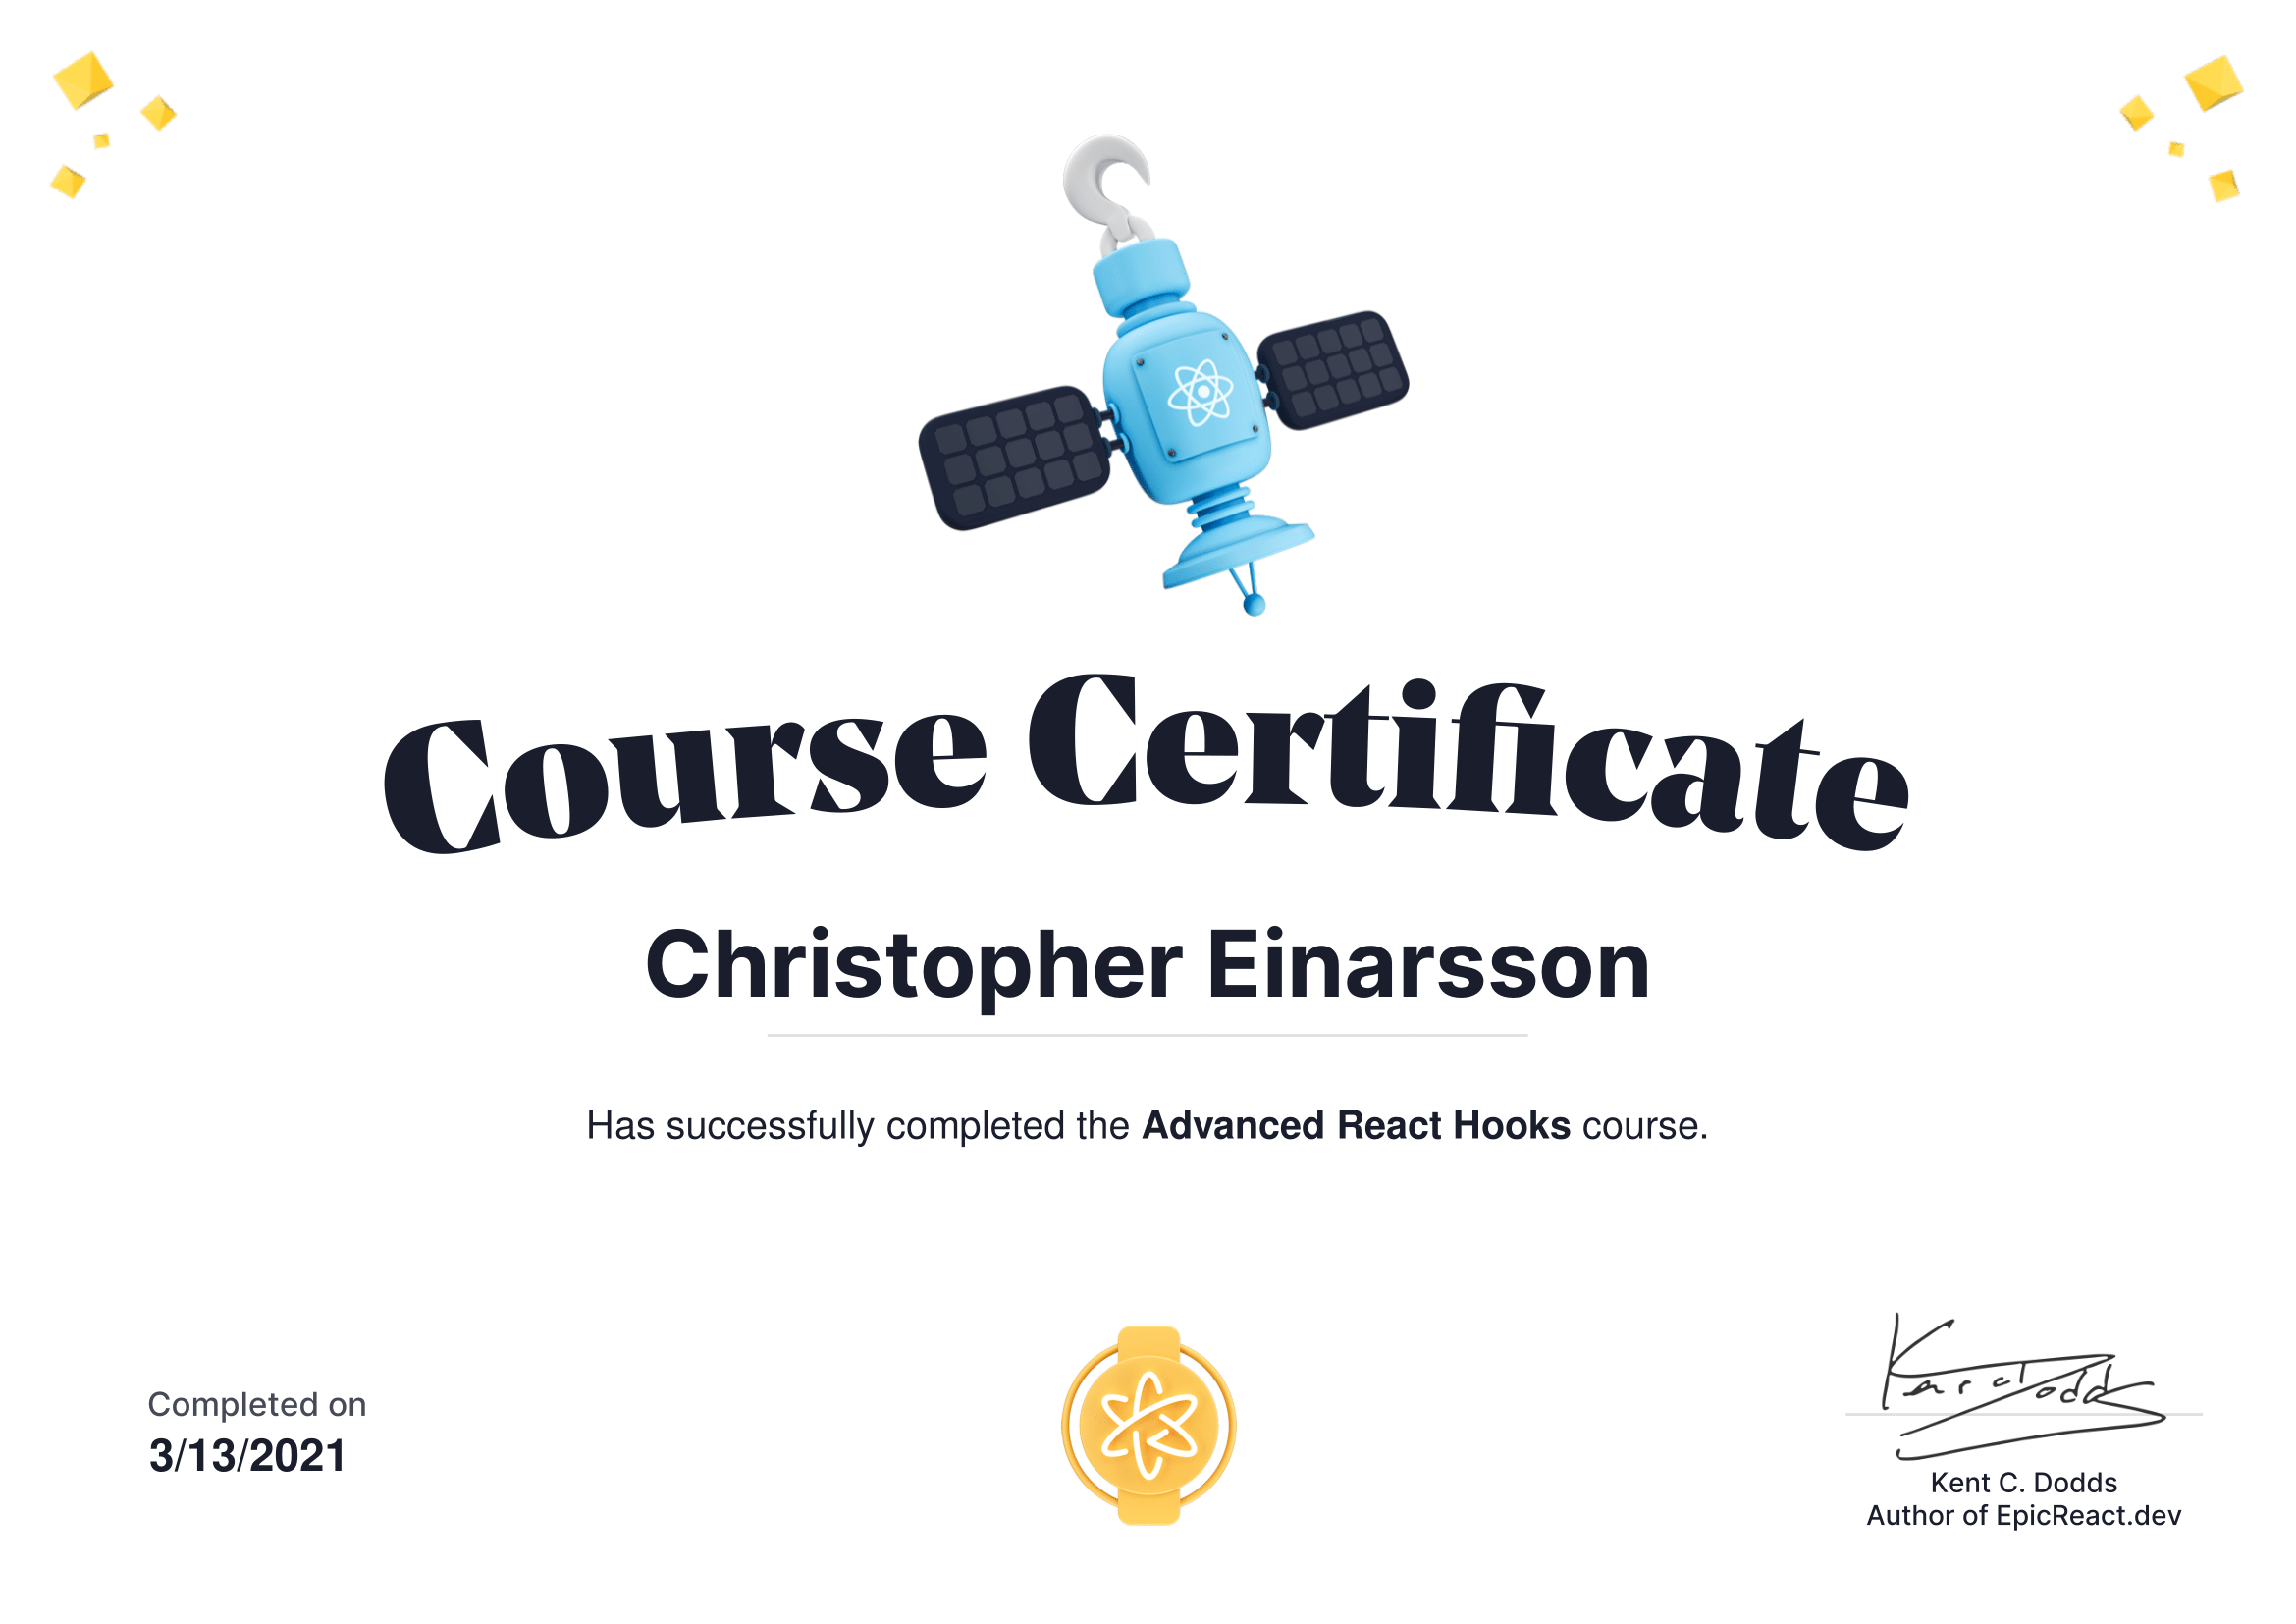 Course Certificate
Christopher Einarsson
Has successfully completed the Advanced React Hooks course.
Completed on
3/13/2021
Kent C. Dodds
Kent C. Dodds
Author of EpicReact.dev